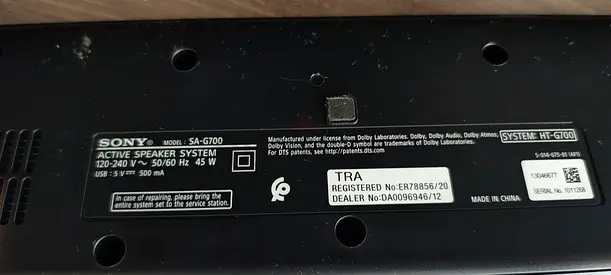 SONY® MODEL: SA-G700
ACTIVE SPEAKER SYSTEM
120-240 V ~ 50/60 Hz 45 W
USB : 5 V ⎓ 500 mA
In case of repairing, please bring the
entire system set to the service station.
Manufactured under license from Dolby Laboratories. Dolby, Dolby Audio, Dolby Atmos,
Dolby Vision, and the double-D symbol are trademarks of Dolby Laboratories.
For DTS patents, see http://patents.dts.com.
SYSTEM: HT-G700
TRA
REGISTERED No:ER78856/20
DEALER No:DA0096946/12
MADE IN CHINA
13046677
SERIAL No. 1011268